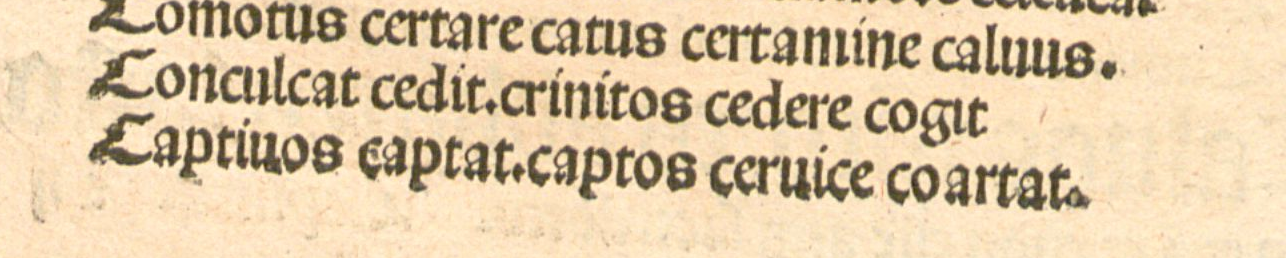 Comotus certare catus certamine caluus.
Conculcat cedit.crinitos cedere cogit
Captiuos captat.captos ceruice coartat.